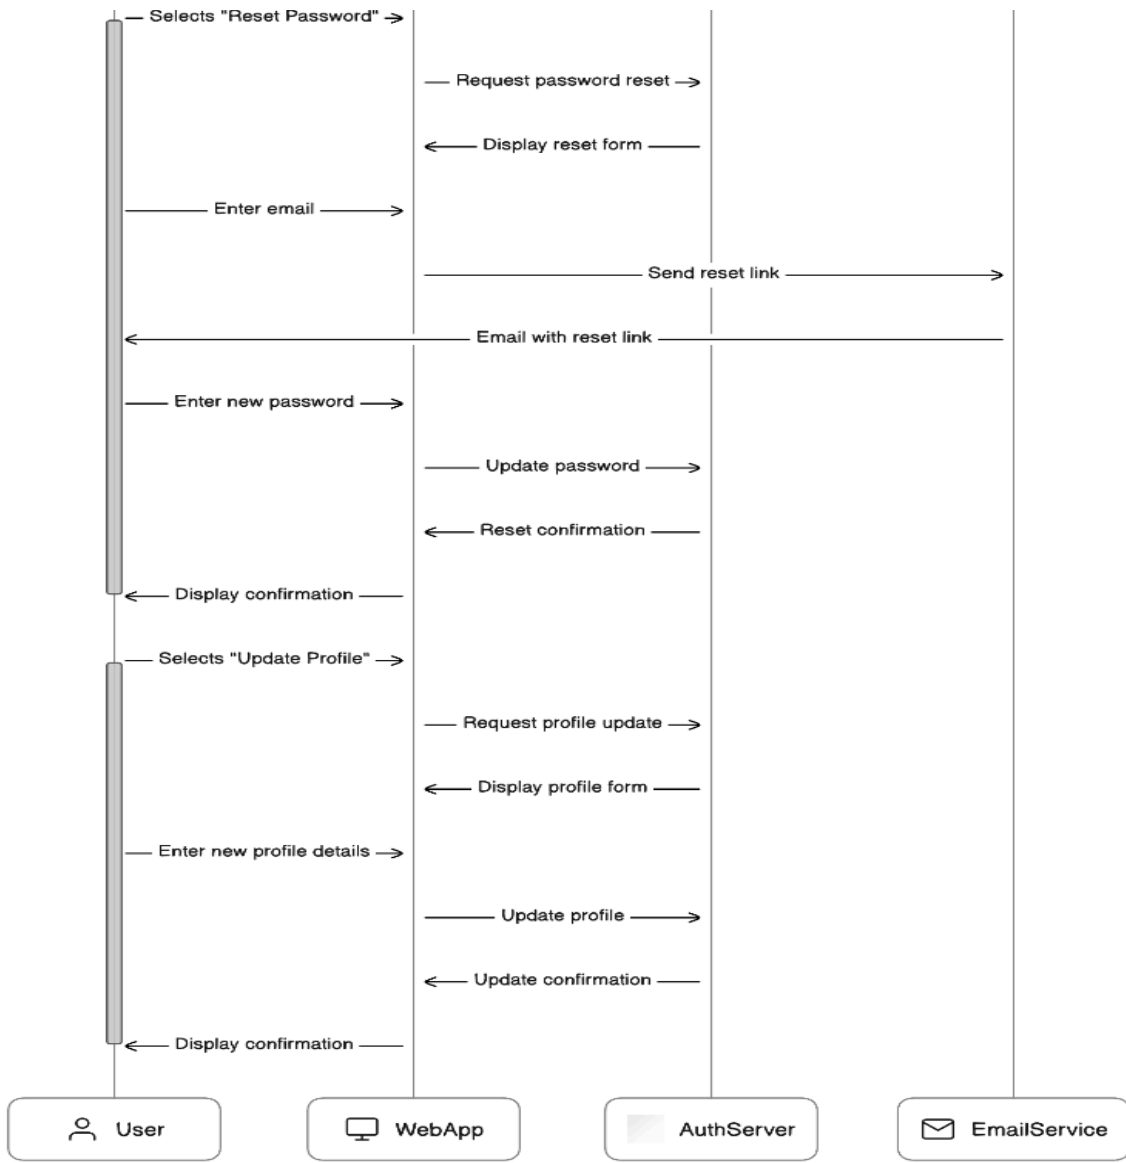 Selects "Reset Password"
Request password reset
Display reset form
Enter email
Send reset link
Email with reset link
Enter new password
Update password
Reset confirmation
Display confirmation
Selects "Update Profile"
Request profile update
Display profile form
Enter new profile details
Update profile
Update confirmation
Display confirmation
User
WebApp
AuthServer
EmailService